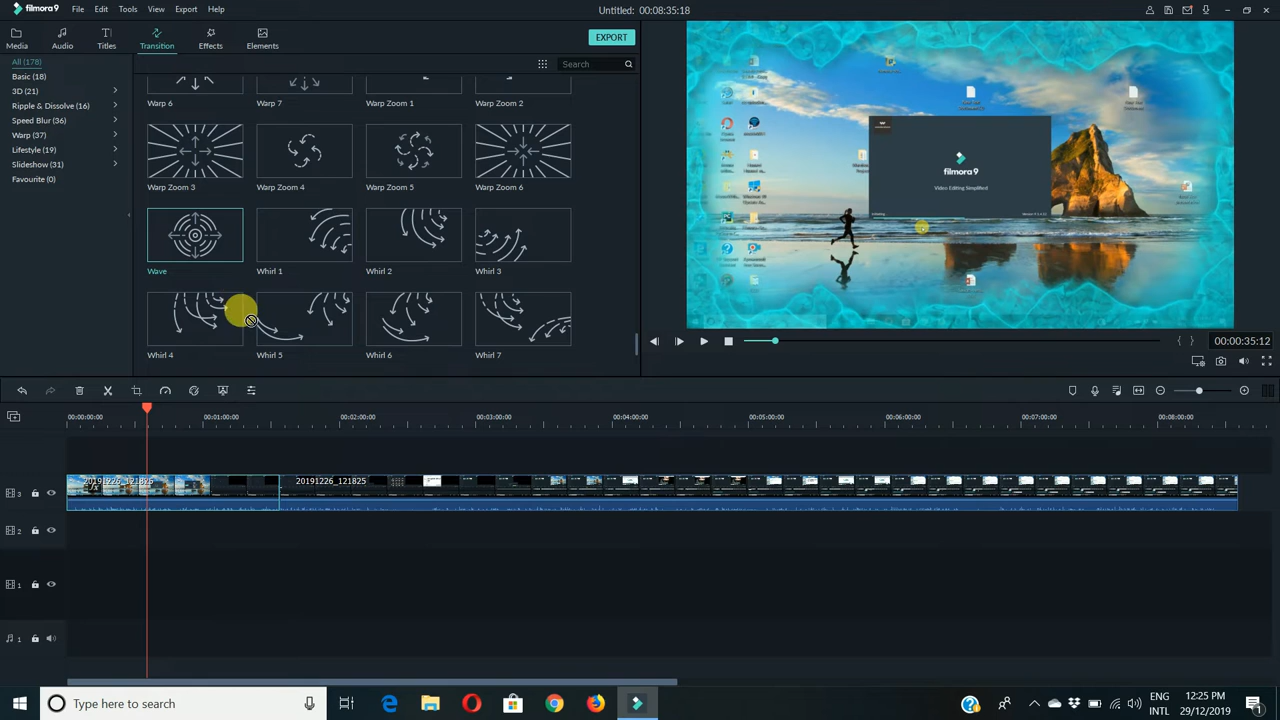 filmora 9
File
Edit
Tools
View
Export
Help
Untitled: 00:08:35:18
Media
Audio
Titles
Transition
Effects
Elements
EXPORT
All (178)
Basic (18)
3D (21)
Ripple & Dissolve (16)
Speed Blur (36)
Warp (37)
Lifestyle (19)
Slideshow (31)
Favourite (0)
Search
Warp 6
Warp 7
Warp Zoom 1
Warp Zoom 2
Warp Zoom 3
Warp Zoom 4
Warp Zoom 5
Warp Zoom 6
Wave
Whirl 1
Whirl 2
Whirl 3
Whirl 4
Whirl 5
Whirl 6
Whirl 7
filmora 9
Video Editing Simplified
00:00:35:12
00:00:00:00
00:01:00:00
00:02:00:00
00:03:00:00
00:04:00:00
00:05:00:00
00:06:00:00
00:07:00:00
00:08:00:00
3
20191226_121825
20191226_121825
2
1
1
Type here to search
ENG
INTL
12:25 PM
29/12/2019
1